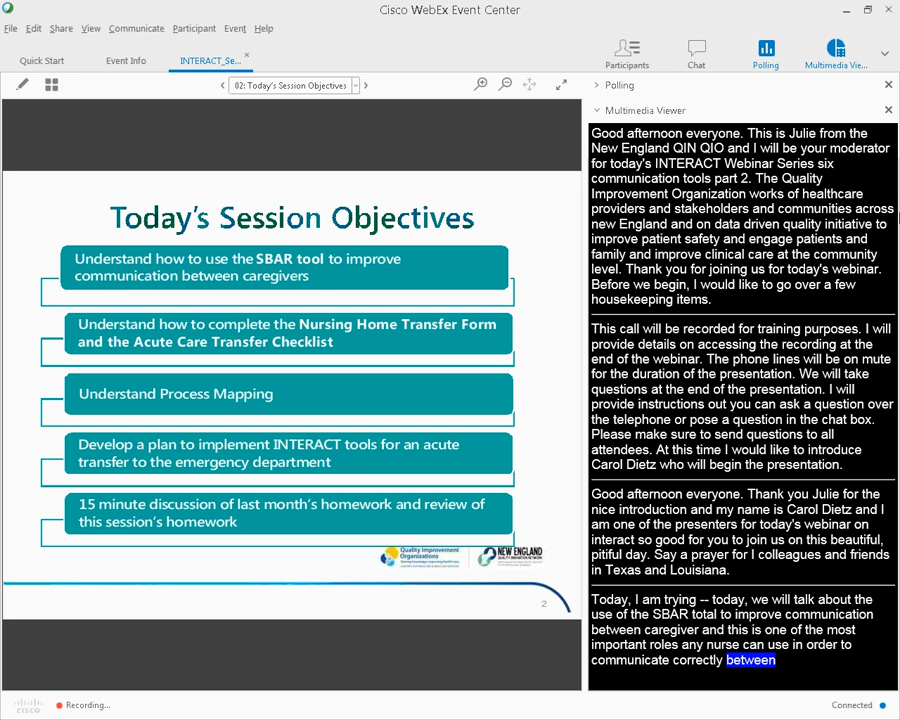 Cisco WebEx Event Center
File Edit Share View Communicate Participant Event Help
Quick Start Event Info INTERACT_Se...
Participants Chat Polling Multimedia Vie...
02: Today's Session Objectives
Polling
Multimedia Viewer
Today's Session Objectives
Understand how to use the SBAR tool to improve
communication between caregivers
Understand how to complete the Nursing Home Transfer Form
and the Acute Care Transfer Checklist
Understand Process Mapping
Develop a plan to implement INTERACT tools for an acute
transfer to the emergency department
15 minute discussion of last month's homework and review of
this session's homework
Quality Improvement
Organizations
NEW ENGLAND
2
Good afternoon everyone. This is Julie from the
New England QIN QIO and I will be your moderator
for today's INTERACT Webinar Series six
communication tools part 2. The Quality
Improvement Organization works of healthcare
providers and stakeholders and communities across
new England and on data driven quality initiative to
improve patient safety and engage patients and
family and improve clinical care at the community
level. Thank you for joining us for today's webinar.
Before we begin, I would like to go over a few
housekeeping items.
This call will be recorded for training purposes. I will
provide details on accessing the recording at the
end of the webinar. The phone lines will be on mute
for the duration of the presentation. We will take
questions at the end of the presentation. I will
provide instructions out you can ask a question over
the telephone or pose a question in the chat box.
Please make sure to send questions to all
attendees. At this time I would like to introduce
Carol Dietz who will begin the presentation.
Good afternoon everyone. Thank you Julie for the
nice introduction and my name is Carol Dietz and I
am one of the presenters for today's webinar on
interact so good for you to join us on this beautiful,
pitiful day. Say a prayer for I colleagues and friends
in Texas and Louisiana.
Today, I am trying -- today, we will talk about the
use of the SBAR total to improve communication
between caregiver and this is one of the most
important roles any nurse can use in order to
communicate correctly between
cisco
Recording...
Connected